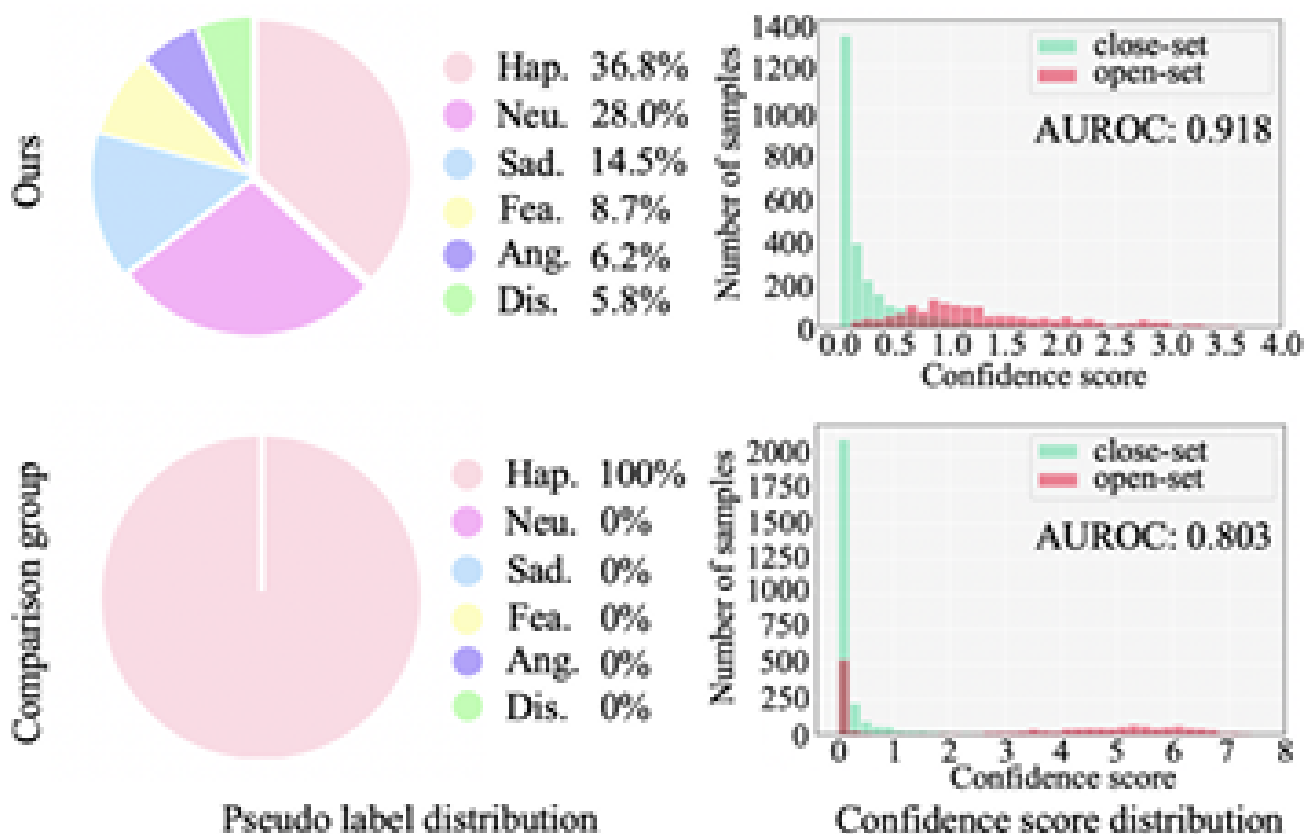 Ours
Hap. 36.8%
Neu. 28.0%
Sad. 14.5%
Fea. 8.7%
Ang. 6.2%
Dis. 5.8%
Number of samples
1400
1200
1000
800
600
400
200
0
close-set
open-set
AUROC: 0.918
0.0 0.5 1.0 1.5 2.0 2.5 3.0 3.5 4.0
Confidence score
Comparison group
Hap. 100%
Neu. 0%
Sad. 0%
Fea. 0%
Ang. 0%
Dis. 0%
Number of samples
2000
1750
1500
1250
1000
750
500
250
0
close-set
open-set
AUROC: 0.803
0 1 2 3 4 5 6 7 8
Confidence score
Pseudo label distribution
Confidence score distribution